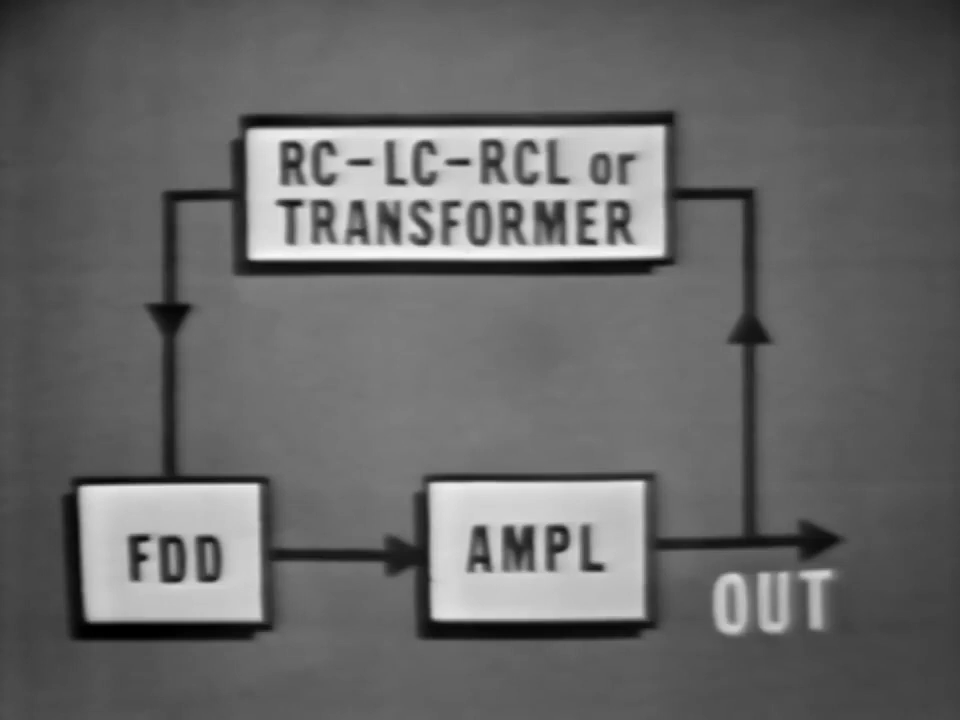 RC-LC-RCL or
TRANSFORMER
FDD
AMPL
OUT